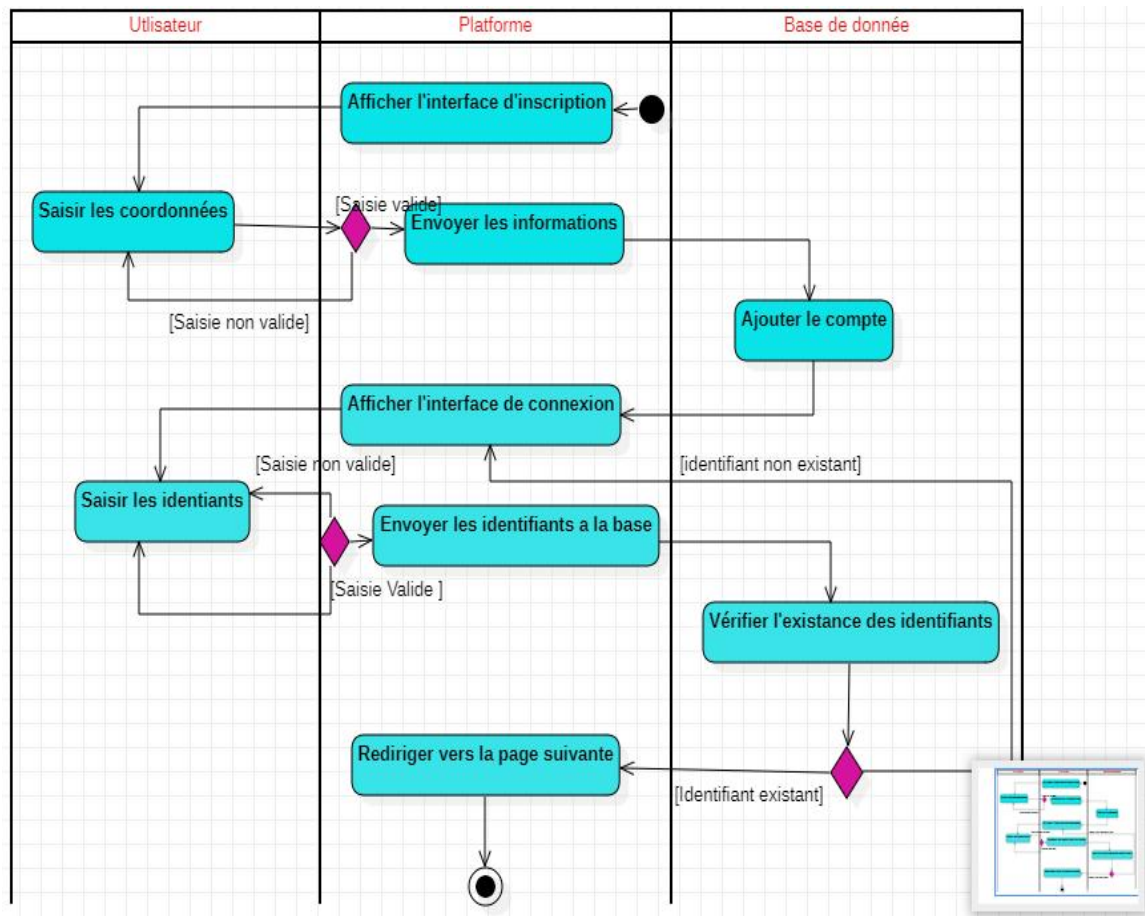 Utlisateur
Platforme
Base de donnée
Afficher l'interface d'inscription
Saisir les coordonnées
[Saisie valide]
Envoyer les informations
[Saisie non valide]
Ajouter le compte
Afficher l'interface de connexion
[Saisie non valide]
[identifiant non existant]
Saisir les identiants
Envoyer les identifiants a la base
[Saisie Valide ]
Vérifier l'existance des identifiants
Rediriger vers la page suivante
[Identifiant existant]